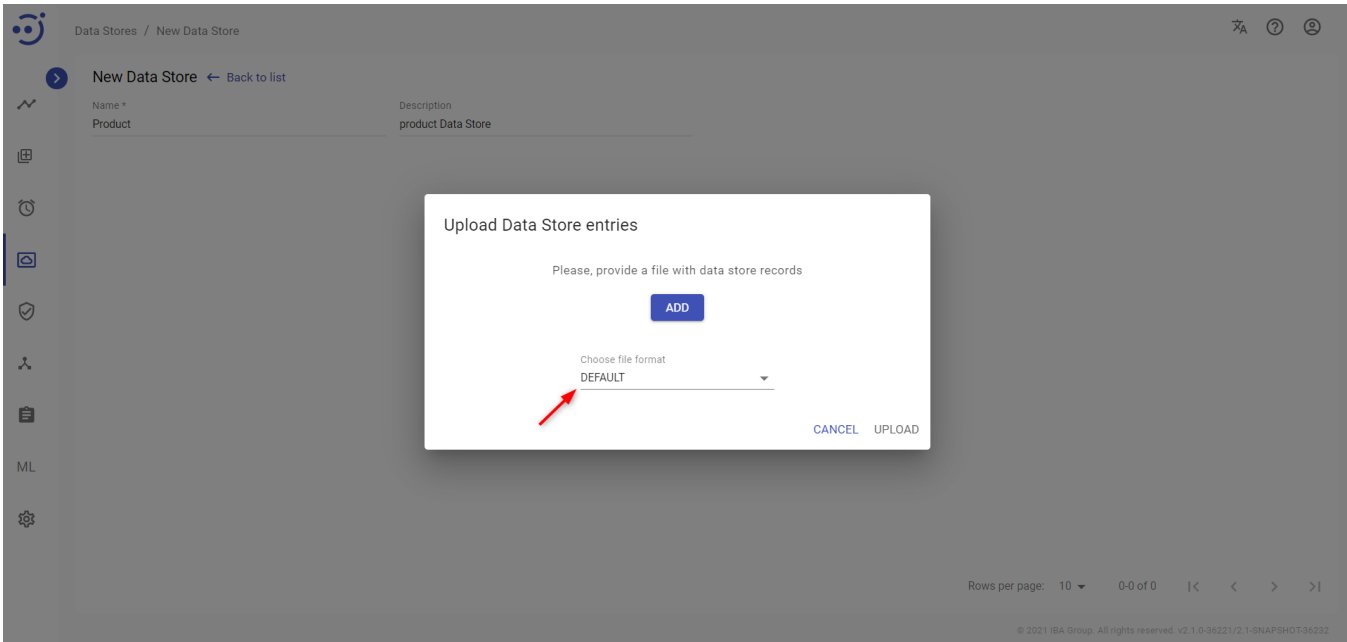 Data Stores / New Data Store
New Data Store ← Back to list
Name *
Description
Product
product Data Store
Upload Data Store entries
Please, provide a file with data store records
ADD
Choose file format
DEFAULT
CANCEL UPLOAD
ML
Rows per page: 10 0-0 of 0
© 2021 IBA Group. All rights reserved. v2.1.0-36221/2.1-SNAPSHOT-36232